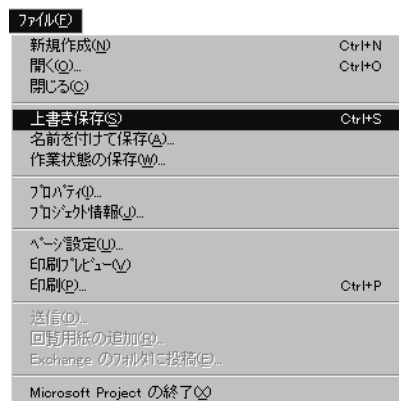 ファイル(F)
新規作成(N) Ctrl+N
開く(O)... Ctrl+O
閉じる(C)
上書き保存(S) Ctrl+S
名前を付けて保存(A)...
作業状態の保存(W)...
プロパティ(I)...
プロジェクト情報(J)...
ページ設定(U)...
印刷プレビュー(V)
印刷(P)... Ctrl+P
送信(D)...
回覧用紙の追加(R)...
Exchange のフォルダに投稿(E)...
Microsoft Project の終了(X)